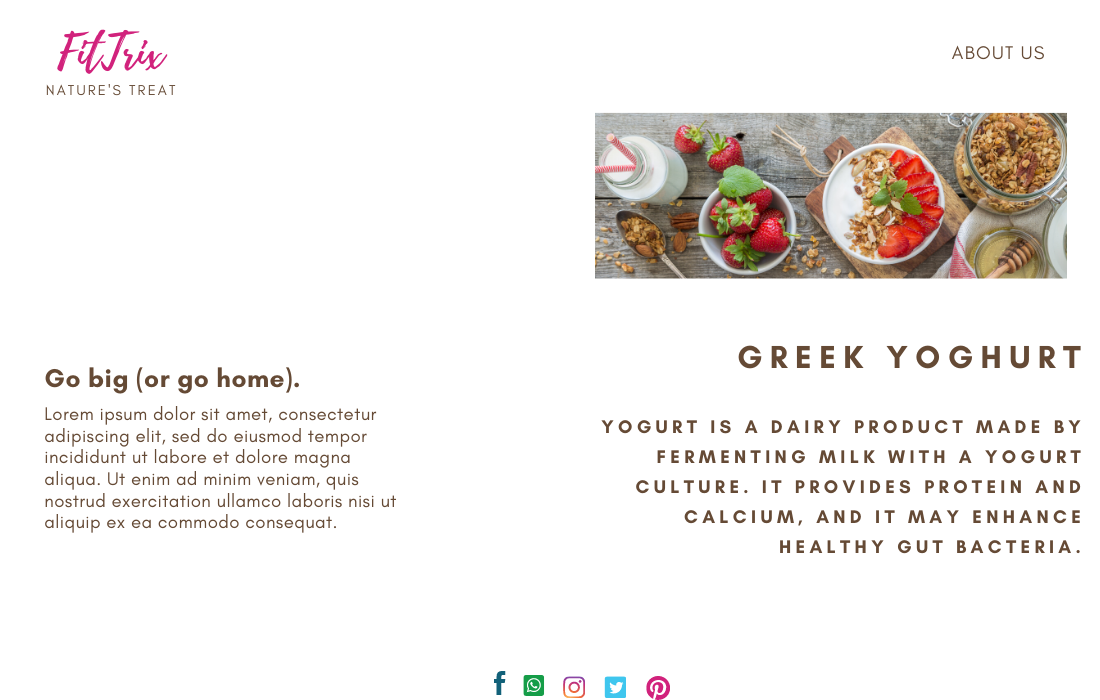 FitTrix
NATURE'S TREAT
ABOUT US
Go big (or go home).
Lorem ipsum dolor sit amet, consectetur
adipiscing elit, sed do eiusmod tempor
incididunt ut labore et dolore magna
aliqua. Ut enim ad minim veniam, quis
nostrud exercitation ullamco laboris nisi ut
aliquip ex ea commodo consequat.
GREEK YOGHURT
YOGURT IS A DAIRY PRODUCT MADE BY
FERMENTING MILK WITH A YOGURT
CULTURE. IT PROVIDES PROTEIN AND
CALCIUM, AND IT MAY ENHANCE
HEALTHY GUT BACTERIA.